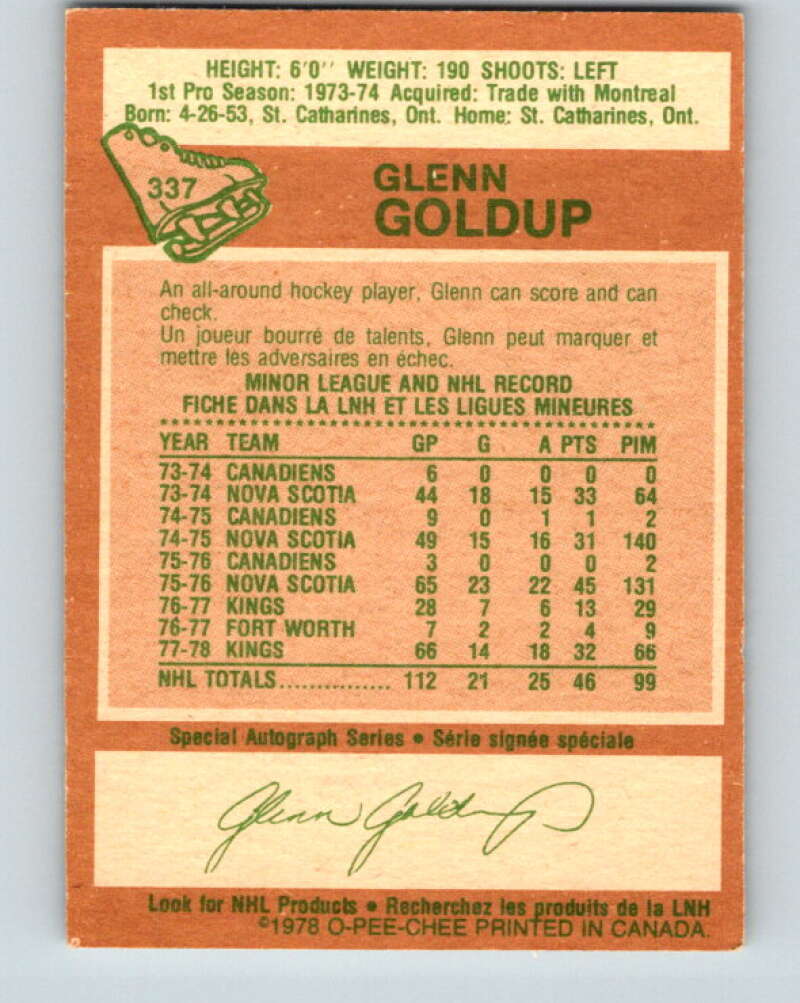 HEIGHT: 6'0'' WEIGHT: 190 SHOOTS: LEFT
1st Pro Season: 1973-74 Acquired: Trade with Montreal
Born: 4-26-53, St. Catharines, Ont. Home: St. Catharines, Ont.
337
GLENN
GOLDUP
An all-around hockey player, Glenn can score and can
check.
Un joueur bourré de talents, Glenn peut marquer et
mettre les adversaires en échec.
MINOR LEAGUE AND NHL RECORD
FICHE DANS LA LNH ET LES LIGUES MINEURES
YEAR TEAM GP G A PTS PIM
73-74 CANADIENS 6 0 0 0 0
73-74 NOVA SCOTIA 44 18 15 33 64
74-75 CANADIENS 9 0 1 1 2
74-75 NOVA SCOTIA 49 15 16 31 140
75-76 CANADIENS 3 0 0 0 2
75-76 NOVA SCOTIA 65 23 22 45 131
76-77 KINGS 28 7 6 13 29
76-77 FORT WORTH 7 2 2 4 9
77-78 KINGS 66 14 18 32 66
NHL TOTALS............... 112 21 25 46 99
Special Autograph Series • Série signée spéciale
Glenn Goldup
Look for NHL Products • Recherchez les produits de la LNH
©1978 O-PEE-CHEE PRINTED IN CANADA.